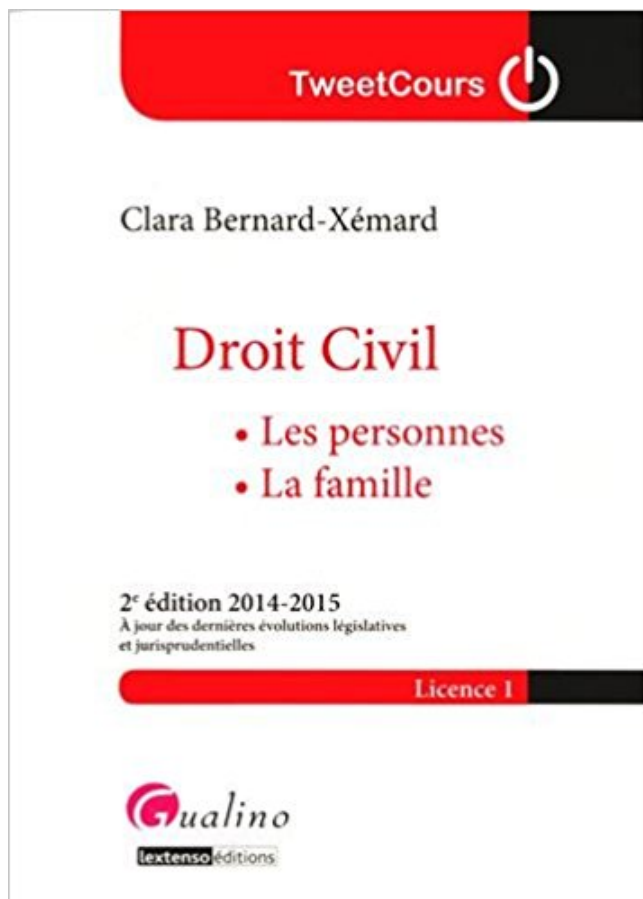 TweetCours
Clara Bernard-Xémard
Droit Civil
• Les personnes
• La famille
2e édition 2014-2015
À jour des dernières évolutions législatives
et jurisprudentielles
Licence 1
Gualino
lextenso éditions